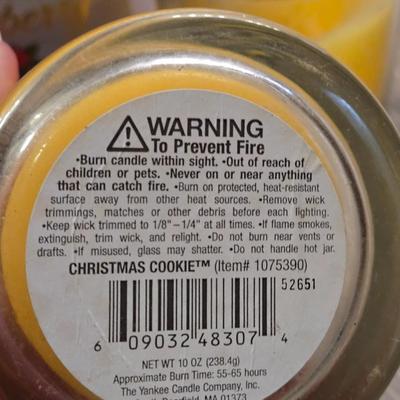 WARNING
To Prevent Fire
•Burn candle within sight. •Out of reach of
children or pets. •Never on or near anything
that can catch fire. •Burn on protected, heat-resistant
surface away from other heat sources. •Remove wick
trimmings, matches or other debris before each lighting.
•Keep wick trimmed to 1/8"–1/4" at all times. •If flame smokes,
extinguish, trim wick, and relight. •Do not burn near vents or
drafts. •If misused, glass may shatter. •Do not handle hot jar.
CHRISTMAS COOKIE™ (Item# 1075390)
52651
6 09032 48307 4
NET WT 10 OZ (238.4g)
Approximate Burn Time: 55-65 hours
The Yankee Candle Company, Inc.
MA 01373